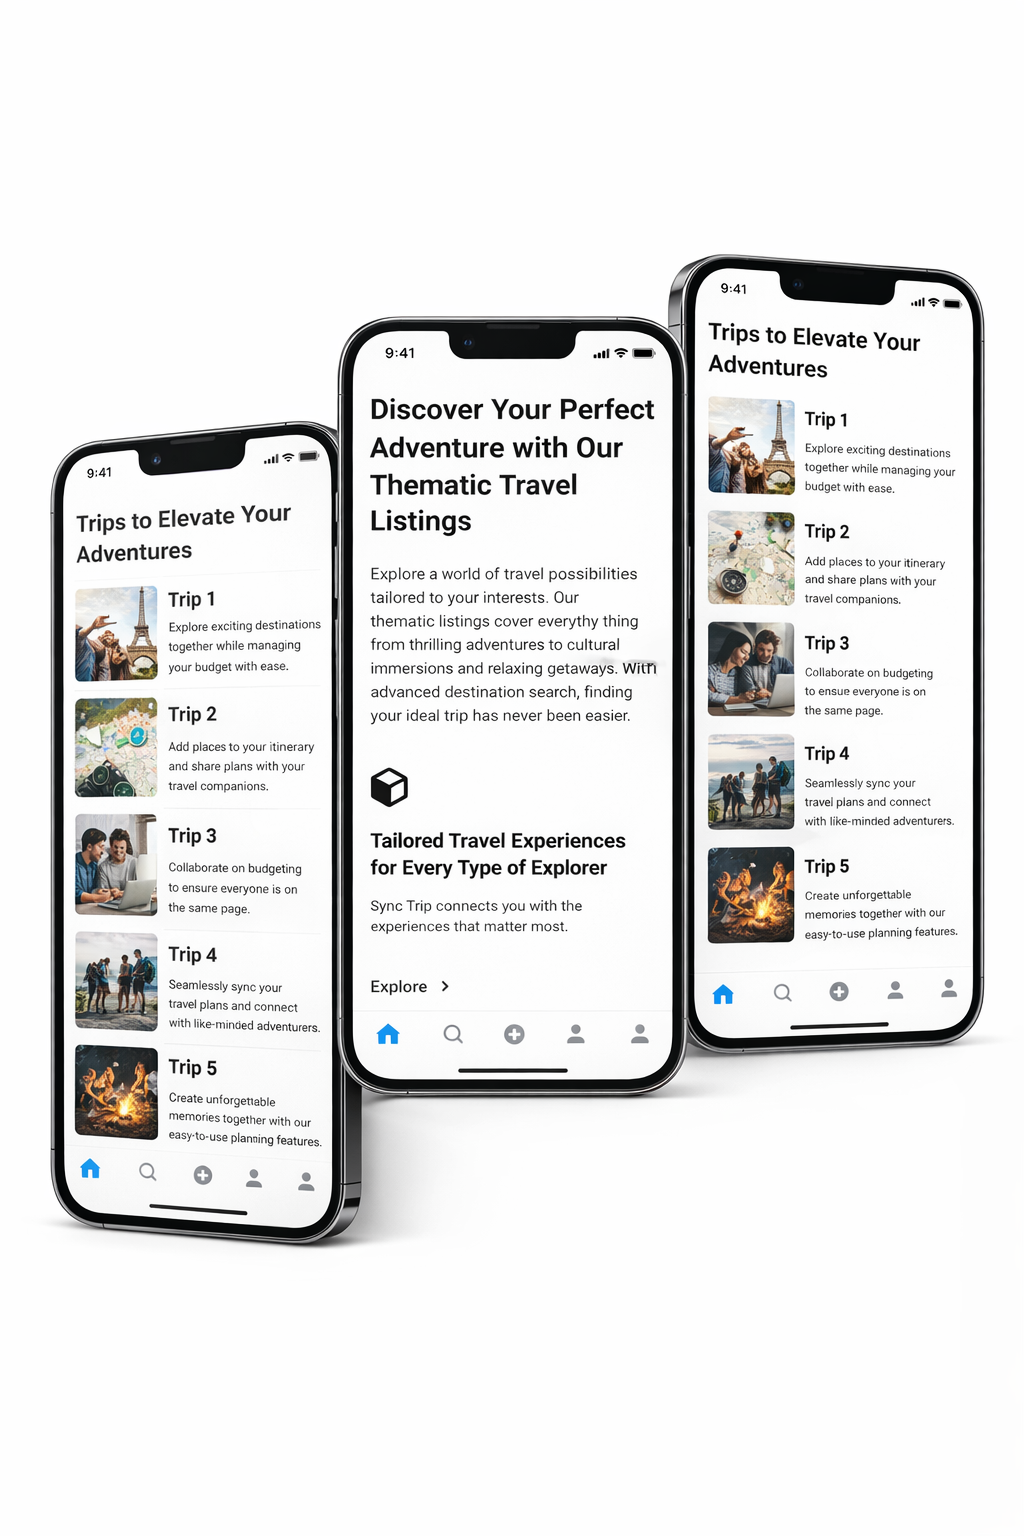 9:41
Trips to Elevate Your
Adventures
Trip 1
Explore exciting destinations
together while managing
your budget with ease.
Trip 2
Add places to your itinerary
and share plans with your
travel companions.
Trip 3
Collaborate on budgeting
to ensure everyone is on
the same page.
Trip 4
Seamlessly sync your
travel plans and connect
with like-minded adventurers.
Trip 5
Create unforgettable
memories together with our
easy-to-use planning features.
9:41
Discover Your Perfect
Adventure with Our
Thematic Travel
Listings
Explore a world of travel possibilities
tailored to your interests. Our
thematic listings cover everythy thing
from thrilling adventures to cultural
immersions and relaxing getaways. With
advanced destination search, finding
your ideal trip has never been easier.
Tailored Travel Experiences
for Every Type of Explorer
Sync Trip connects you with the
experiences that matter most.
Explore
9:41
Trips to Elevate Your
Adventures
Trip 1
Explore exciting destinations
together while managing your
budget with ease.
Trip 2
Add places to your itinerary
and share plans with your
travel companions.
Trip 3
Collaborate on budgeting
to ensue everyone is on
the same page.
Trip 4
Seamlessly sync your
travel plans and connect
with like-minded adventurers.
Trip 5
Create unforgettable
memories together with our
easy-to-use planning features.